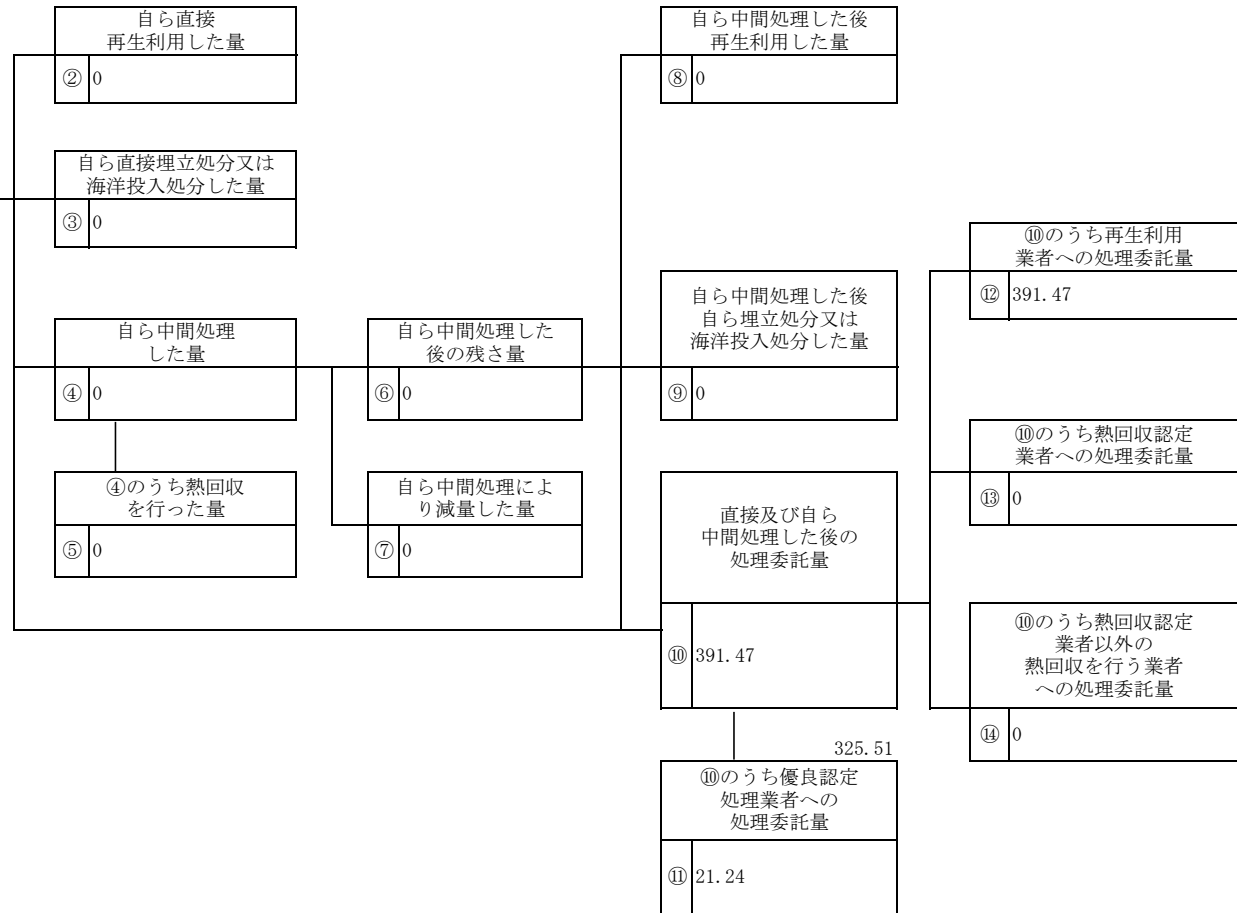 自ら直接
再生利用した量
② 0
自ら直接埋立処分又は
海洋投入処分した量
③ 0
自ら中間処理
した量
④ 0
④のうち熱回収
を行った量
⑤ 0
自ら中間処理した
後の残さ量
⑥ 0
自ら中間処理によ
り減量した量
⑦ 0
自ら中間処理した後
再生利用した量
⑧ 0
自ら中間処理した後
自ら埋立処分又は
海洋投入処分した量
⑨ 0
直接及び自ら
中間処理した後の
処理委託量
⑩ 391.47
325.51
⑩のうち優良認定
処理業者への
処理委託量
⑪ 21.24
⑩のうち再生利用
業者への処理委託量
⑫ 391.47
⑩のうち熱回収認定
業者への処理委託量
⑬ 0
⑩のうち熱回収認定
業者以外の
熱回収を行う業者
への処理委託量
⑭ 0